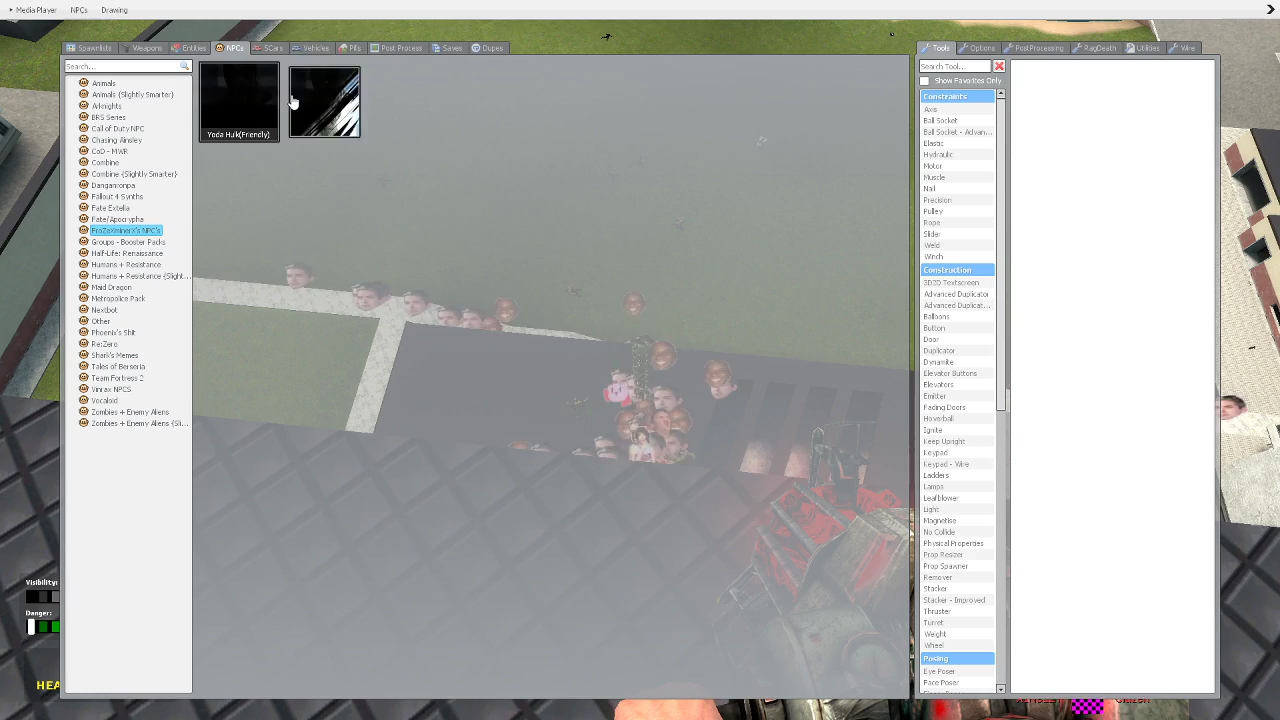 Media Player
NPCs
Drawing
Spawnlists
Weapons
Entities
NPCs
SCars
Vehicles
Pills
Post Process
Saves
Dupes
Search...
Animals
Animals (Slightly Smarter)
Arknights
BRS Series
Call of Duty NPC
Chasing Ainsley
CoD - MWR
Combine
Combine {Slightly Smarter}
Danganronpa
Fallout 4 Synths
Fate Extella
Fate/Apocrypha
FroZeXminerX's NPC's
Groups - Booster Packs
Half-Life: Renaissance
Humans + Resistance
Humans + Resistance {Slight...
Maid Dragon
Metropolice Pack
Nextbot
Other
Phoenix's Shit
Re:Zero
Shark's Memes
Tales of Berseria
Team Fortress 2
Vinrax NPCS
Vocaloid
Zombies + Enemy Aliens
Zombies + Enemy Aliens {Sli...
Yoda Hulk(Friendly)
Tools
Options
PostProcessing
RagDeath
Utilities
Wire
Search Tool...
Show Favorites Only
Constraints
Axis
Ball Socket
Ball Socket - Advan...
Elastic
Hydraulic
Motor
Muscle
Nail
Precision
Pulley
Rope
Slider
Weld
Winch
Construction
3D2D Textscreen
Advanced Duplicator
Advanced Duplicat...
Balloons
Button
Door
Duplicator
Dynamite
Elevator Buttons
Elevators
Emitter
Fading Doors
Hoverball
Ignite
Keep Upright
Keypad
Keypad - Wire
Ladders
Lamps
Leafblower
Light
Magnetise
No Collide
Physical Properties
Prop Resizer
Prop Spawner
Remover
Stacker
Stacker - Improved
Thruster
Turret
Weight
Wheel
Posing
Eye Poser
Face Poser
Visibility:
Danger:
HEA
Citizen